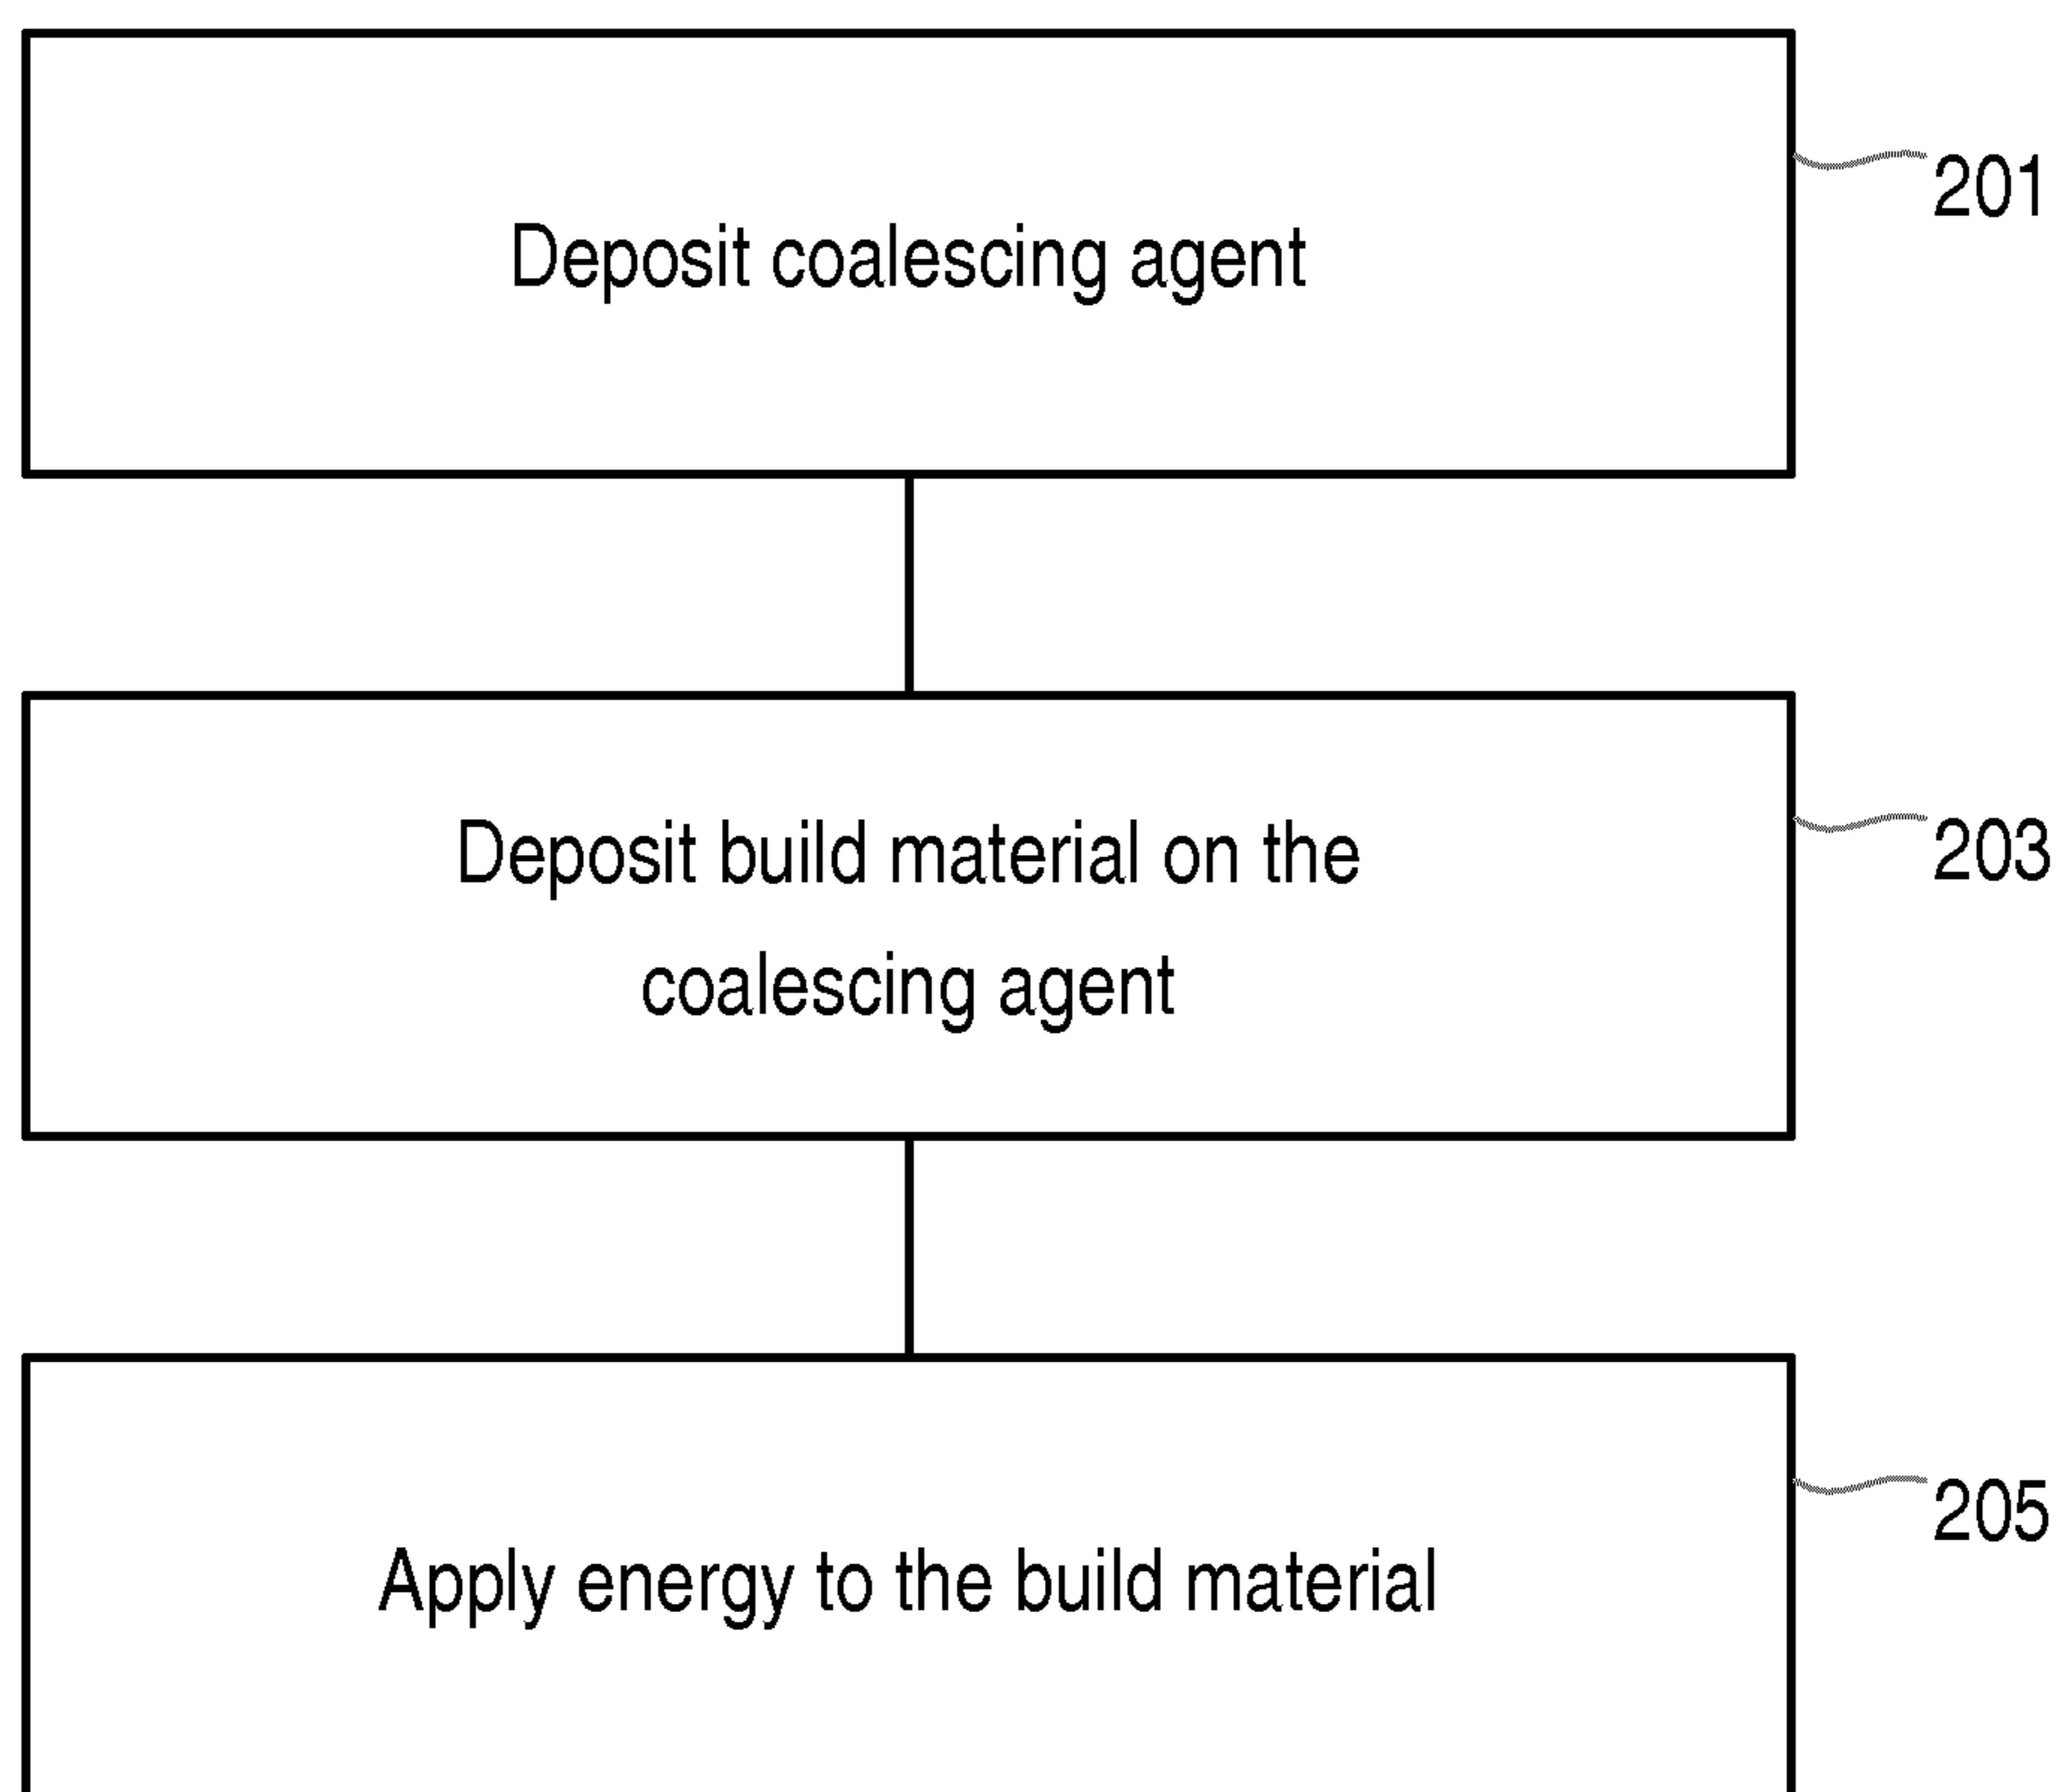 Deposit coalescing agent
201
Deposit build material on the
coalescing agent
203
Apply energy to the build material
205